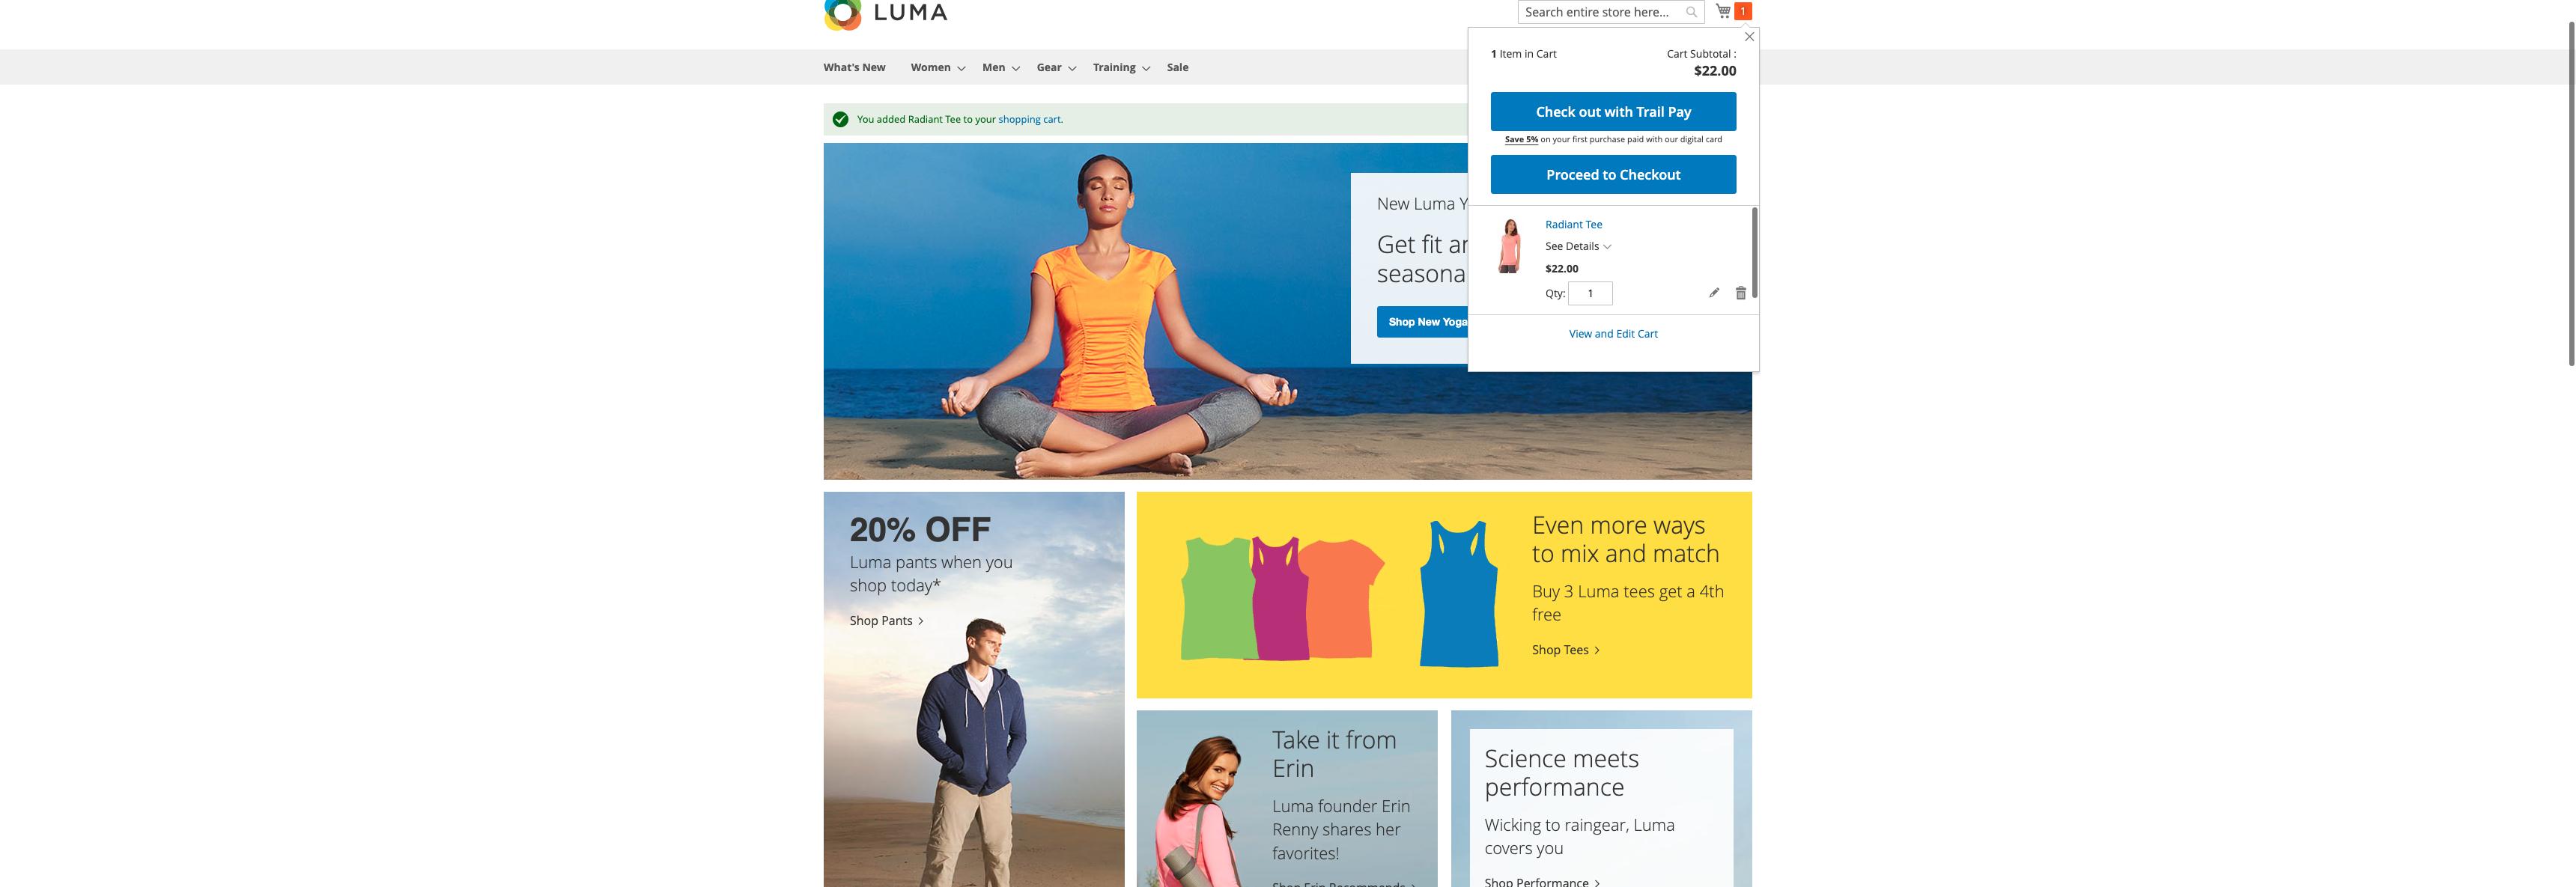 LUMA
Search entire store here...
1
What's New Women Men Gear Training Sale
1 Item in Cart
Cart Subtotal :
$22.00
Check out with Trail Pay
Save 5% on your first purchase paid with our digital card
Proceed to Checkout
Radiant Tee
See Details
$22.00
Qty: 1
View and Edit Cart
You added Radiant Tee to your shopping cart.
New Luma Y
Get fit ar
seasona
Shop New Yoga
20% OFF
Luma pants when you
shop today*
Shop Pants
Even more ways
to mix and match
Buy 3 Luma tees get a 4th
free
Shop Tees
Take it from
Erin
Luma founder Erin
Renny shares her
favorites!
Shop Erin Recommends
Science meets
performance
Wicking to raingear, Luma
covers you
Shop Performance